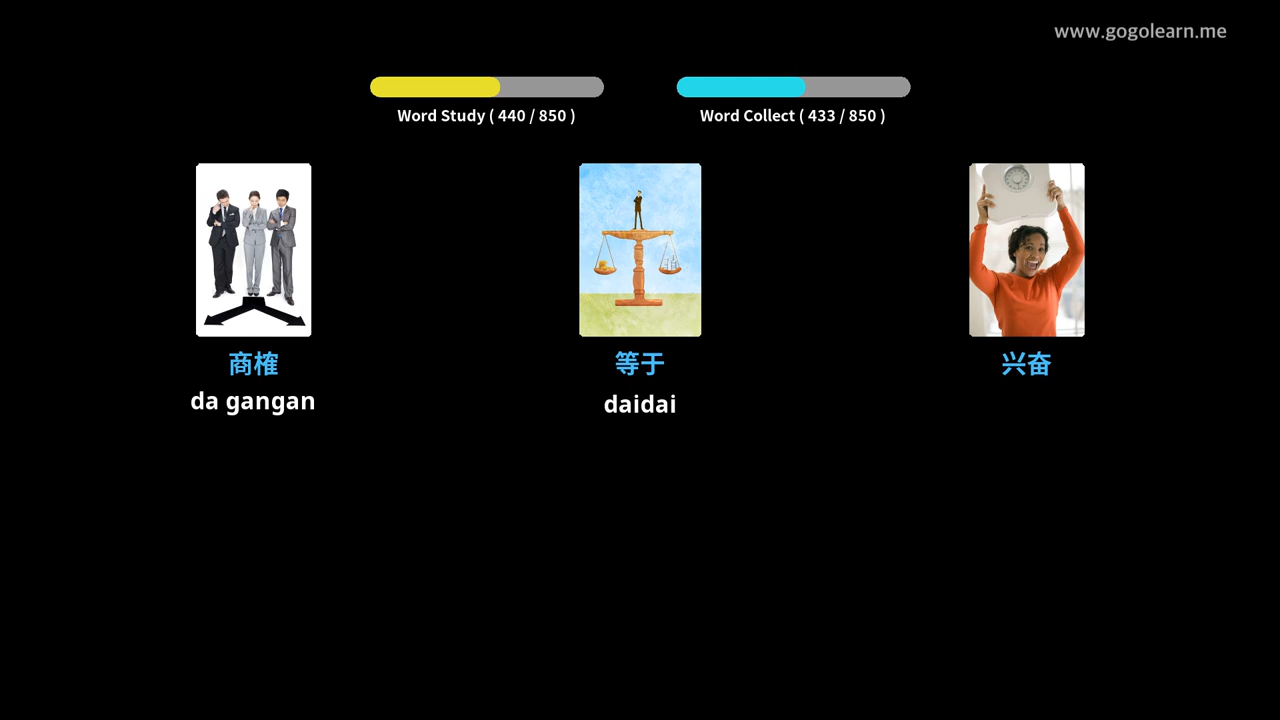 www.gogolearn.me
Word Study ( 440 / 850 )
Word Collect ( 433 / 850 )
商榷
da gangan
等于
daidai
兴奋